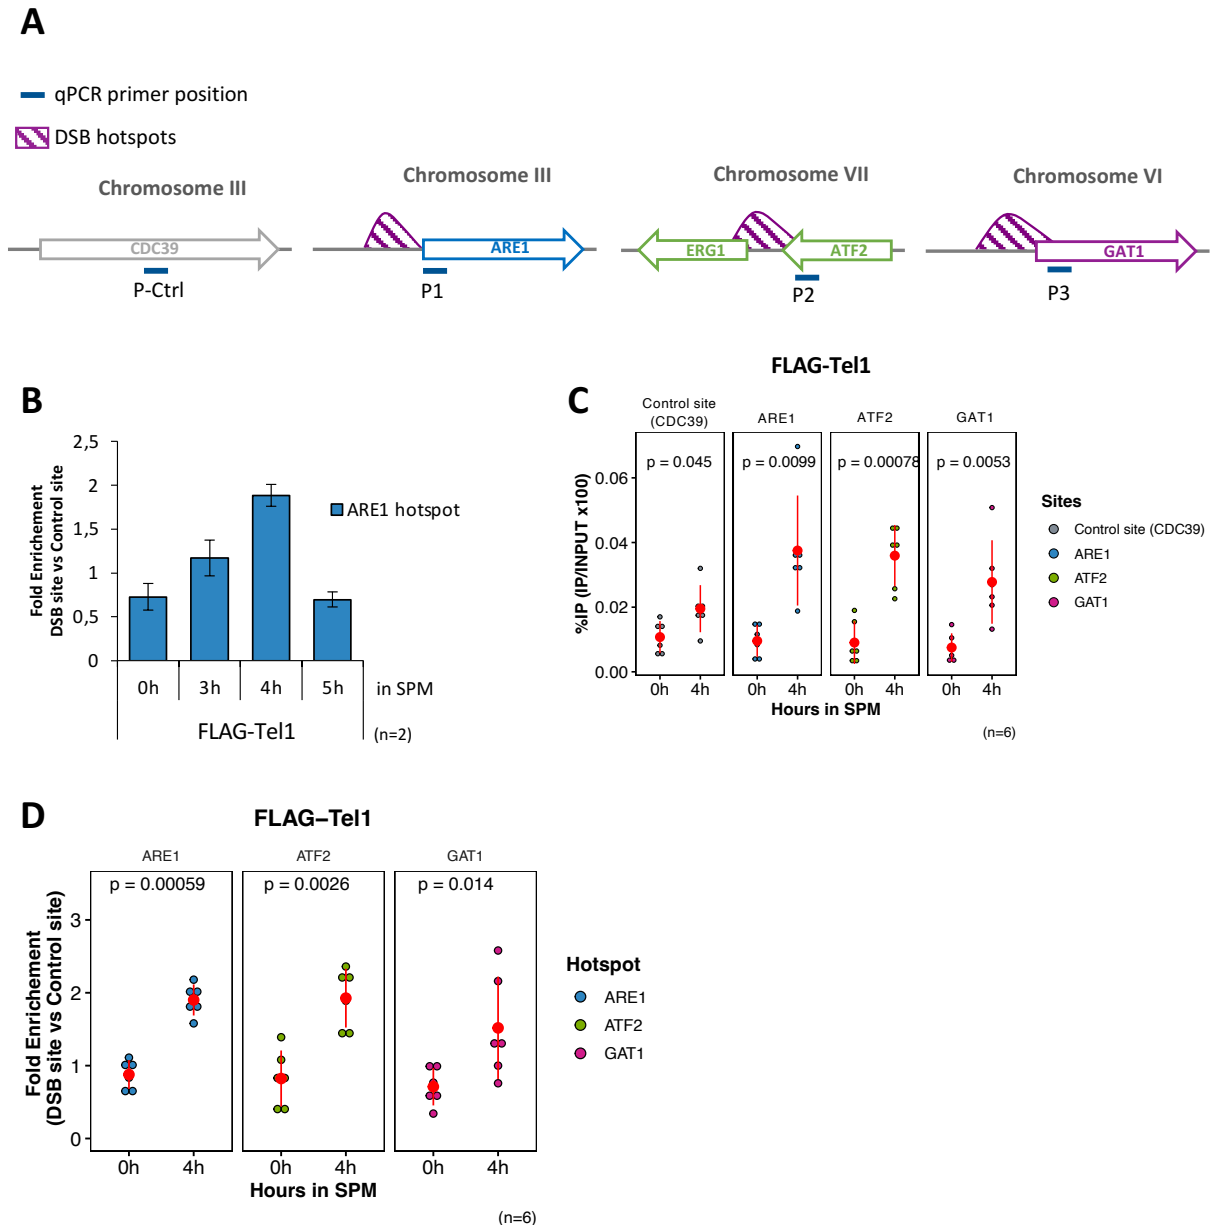 A
qPCR primer position
DSB hotspots
Chromosome III
Chromosome III
Chromosome VII
Chromosome VI
CDC39
ARE1
ERG1
ATF2
GAT1
P-Ctrl
P1
P2
P3
B
Fold Enrichement
DSB site vs Control site
2,5
2
1,5
1
0,5
0
ARE1 hotspot
0h
3h
4h
5h
in SPM
FLAG-Tel1
(n=2)
FLAG-Tel1
C
Control site
(CDC39)
ARE1
ATF2
GAT1
p = 0.045
p = 0.0099
p = 0.00078
p = 0.0053
%IP (IP/INPUT x100)
0.06
0.04
0.02
0.00
0h
4h
0h
4h
0h
4h
0h
4h
Hours in SPM
(n=6)
Sites
Control site (CDC39)
ARE1
ATF2
GAT1
D
FLAG–Tel1
ARE1
ATF2
GAT1
p = 0.00059
p = 0.0026
p = 0.014
Fold Enrichement
(DSB site vs Control site)
3
2
1
0
0h
4h
0h
4h
0h
4h
Hours in SPM
(n=6)
Hotspot
ARE1
ATF2
GAT1